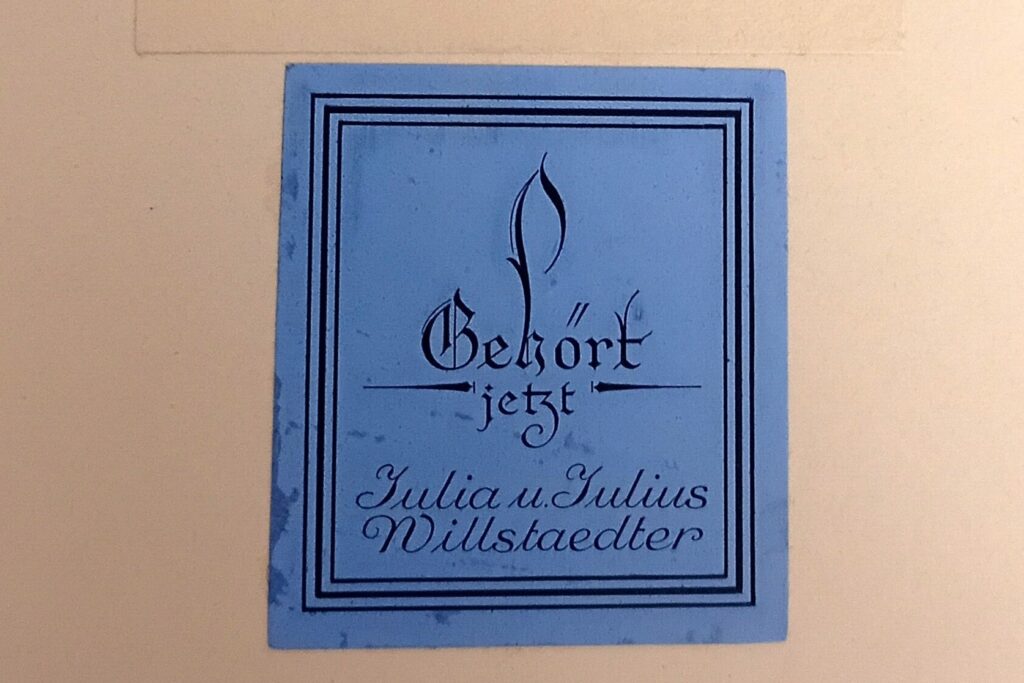 Gehört
jetzt
Julia u. Julius
Willstaedter